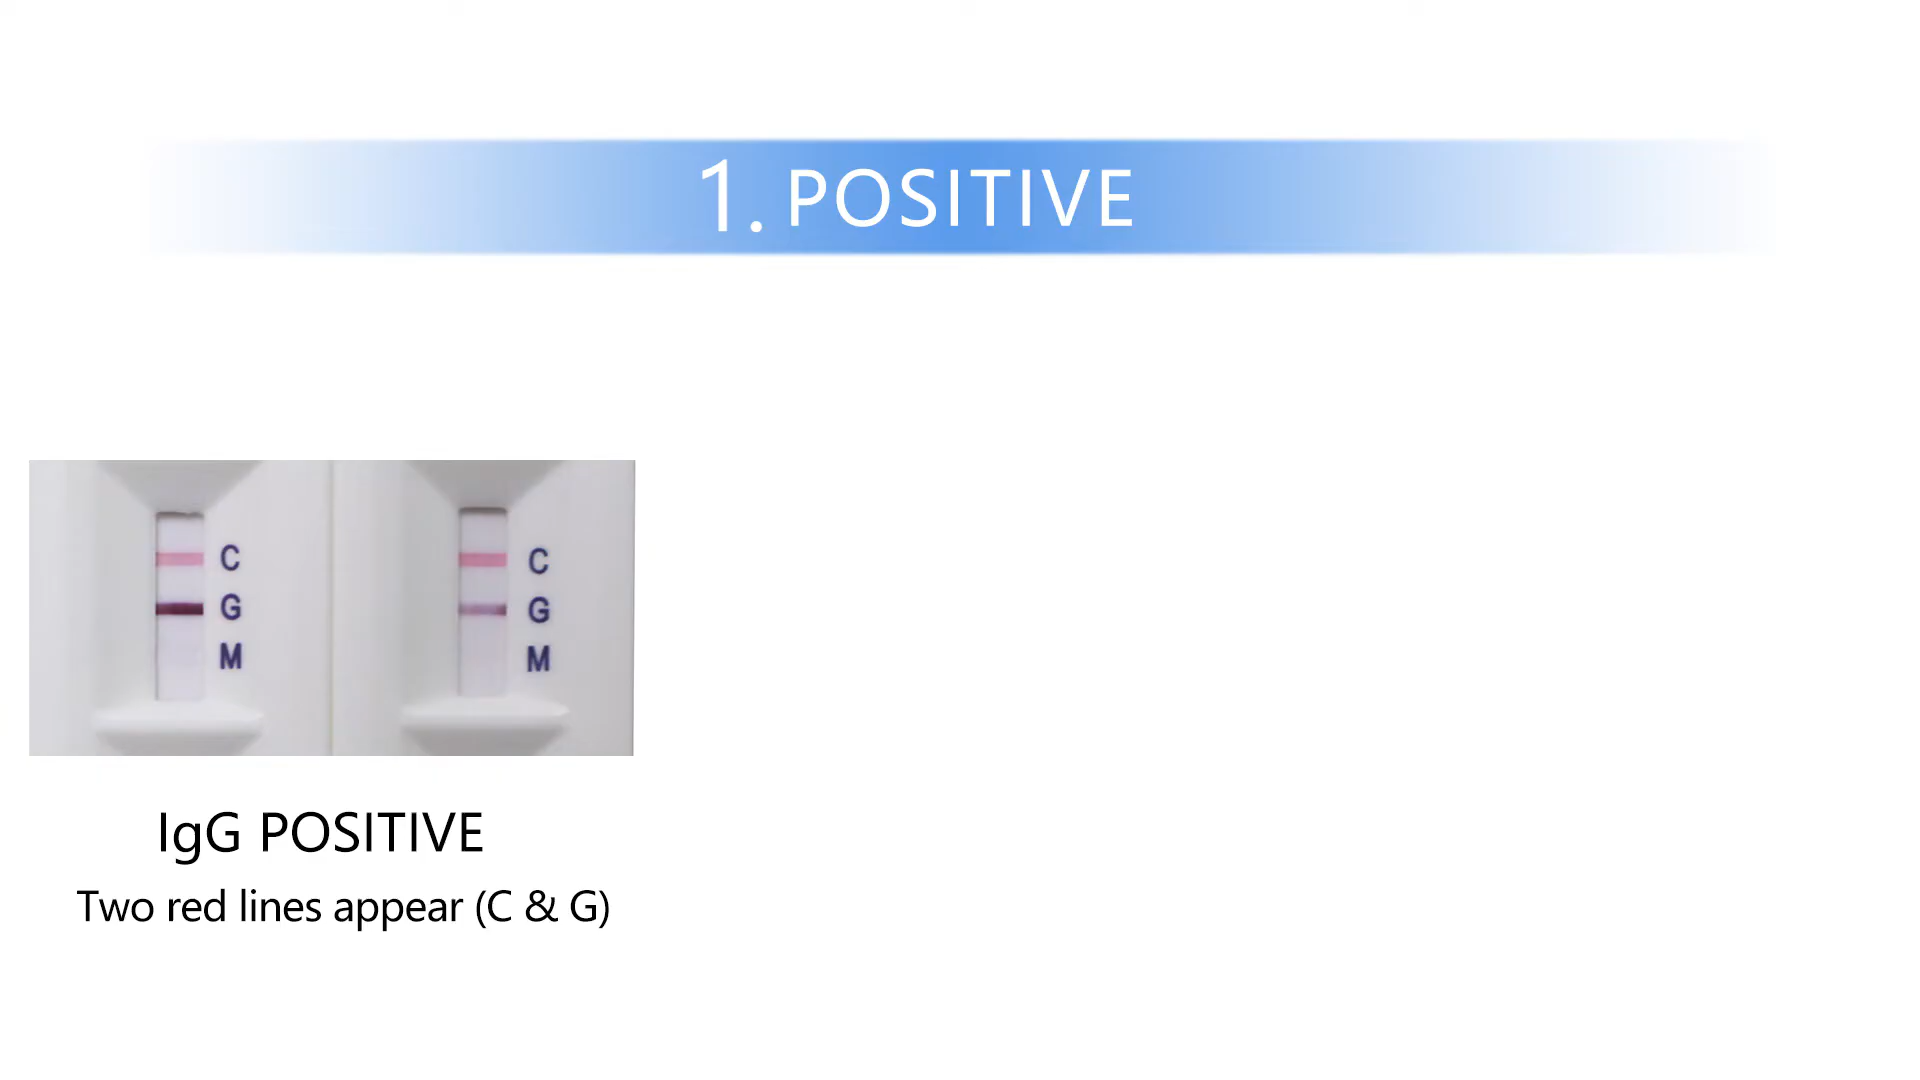 1. POSITIVE
C C
G G
M M
IgG POSITIVE
Two red lines appear (C & G)